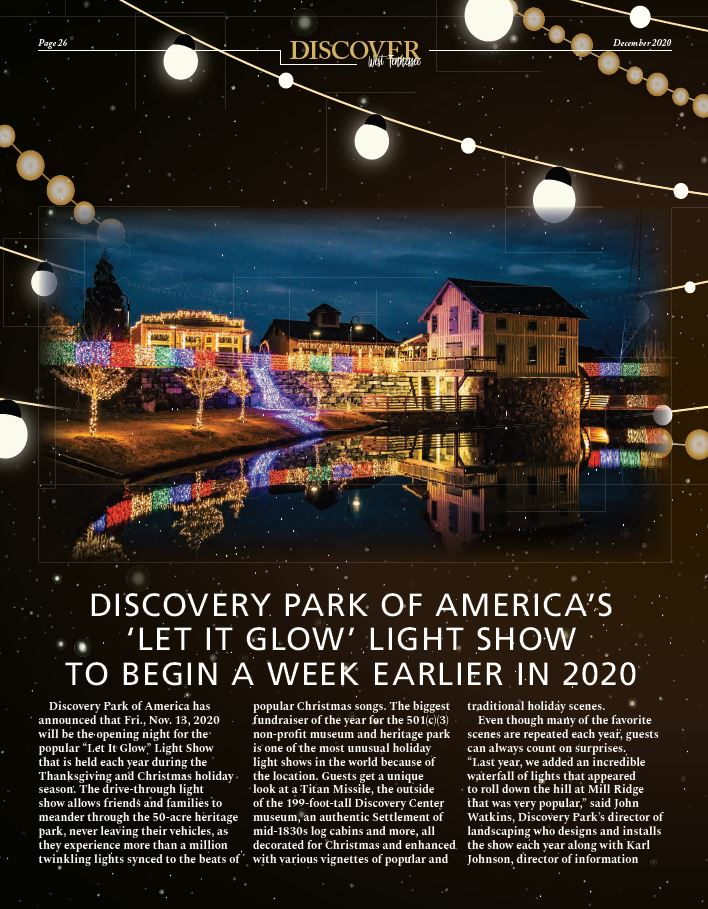 Page 26
DISCOVER
West Tennessee
December 2020
DISCOVERY PARK OF AMERICA'S
'LET IT GLOW' LIGHT SHOW
TO BEGIN A WEEK EARLIER IN 2020
Discovery Park of America has
announced that Fri., Nov. 13, 2020
will be the opening night for the
popular “Let It Glow” Light Show
that is held each year during the
Thanksgiving and Christmas holiday
season. The drive-through light
show allows friends and families to
meander through the 50-acre heritage
park, never leaving their vehicles, as
they experience more than a million
twinkling lights synced to the beats of
popular Christmas songs. The biggest
fundraiser of the year for the 501(c)(3)
non-profit museum and heritage park
is one of the most unusual holiday
light shows in the world because of
the location. Guests get a unique
look at a Titan Missile, the outside
of the 199-foot-tall Discovery Center
museum, an authentic Settlement of
mid-1830s log cabins and more, all
decorated for Christmas and enhanced
with various vignettes of popular and
traditional holiday scenes.
Even though many of the favorite
scenes are repeated each year, guests
can always count on surprises.
“Last year, we added an incredible
waterfall of lights that appeared
to roll down the hill at Mill Ridge
that was very popular,” said John
Watkins, Discovery Park’s director of
landscaping who designs and installs
the show each year along with Karl
Johnson, director of information